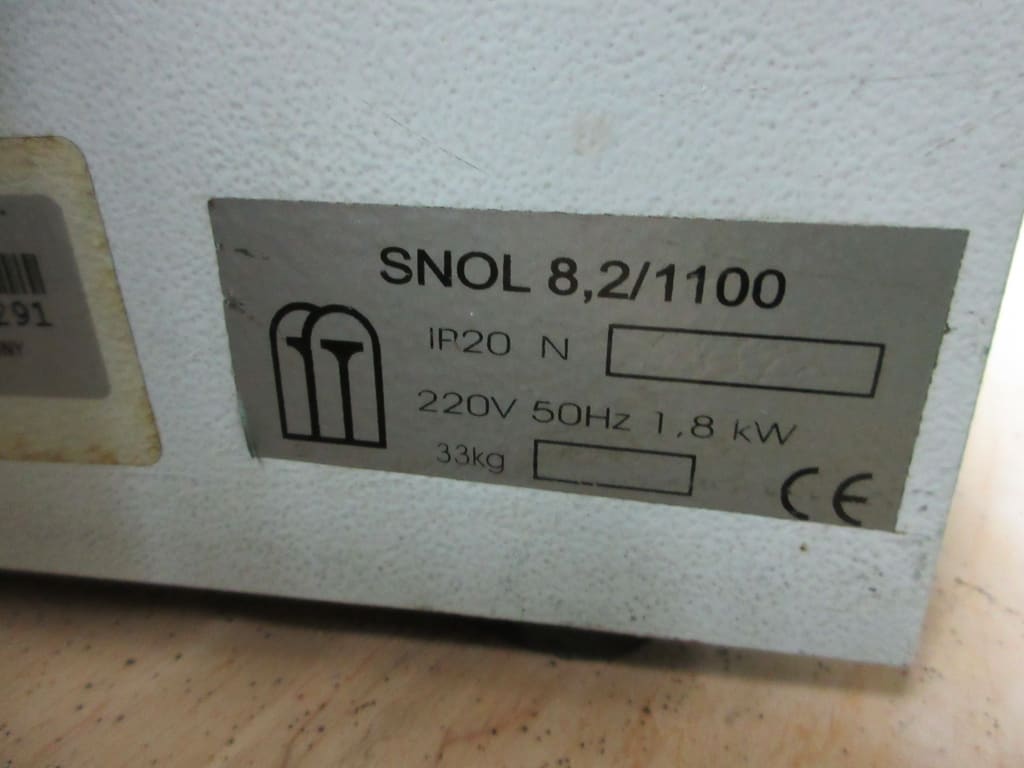 SNOL 8,2/1100
IP20 N
220V 50Hz 1,8 kW
33kg
CE
291